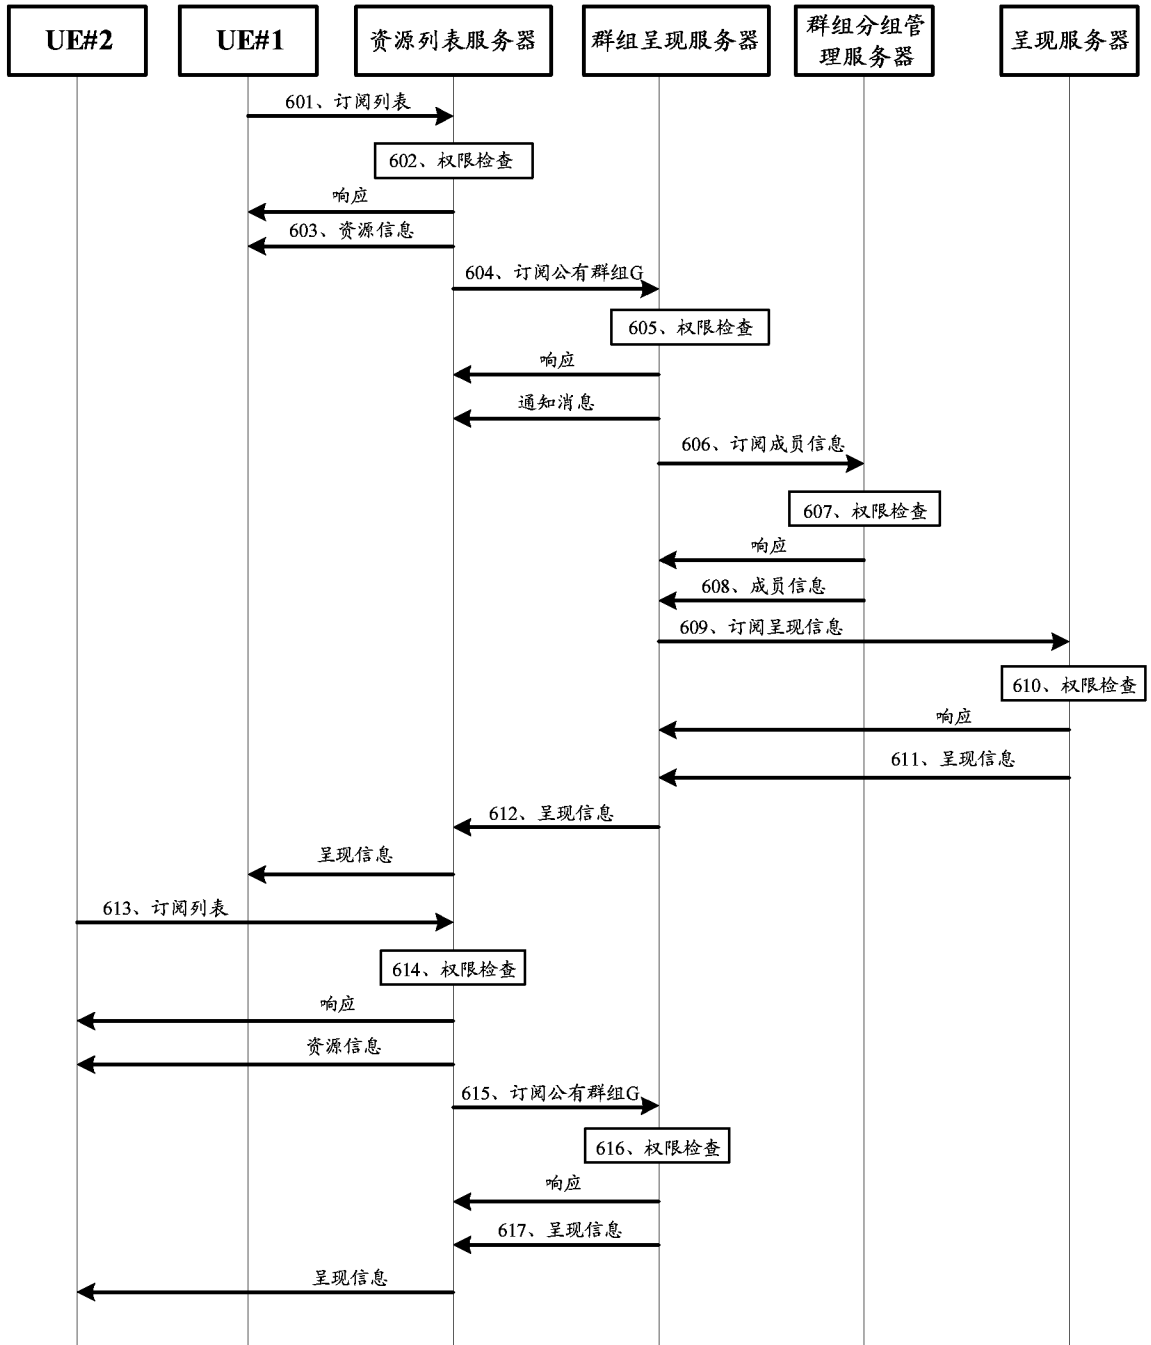 UE#2
UE#1
资源列表服务器
群组呈现服务器
群组分组管
理服务器
呈现服务器
601、订阅列表
602、权限检查
响应
603、资源信息
604、订阅公有群组G
605、权限检查
响应
通知消息
606、订阅成员信息
607、权限检查
响应
608、成员信息
609、订阅呈现信息
610、权限检查
响应
611、呈现信息
612、呈现信息
呈现信息
613、订阅列表
614、权限检查
响应
资源信息
615、订阅公有群组G
616、权限检查
响应
617、呈现信息
呈现信息